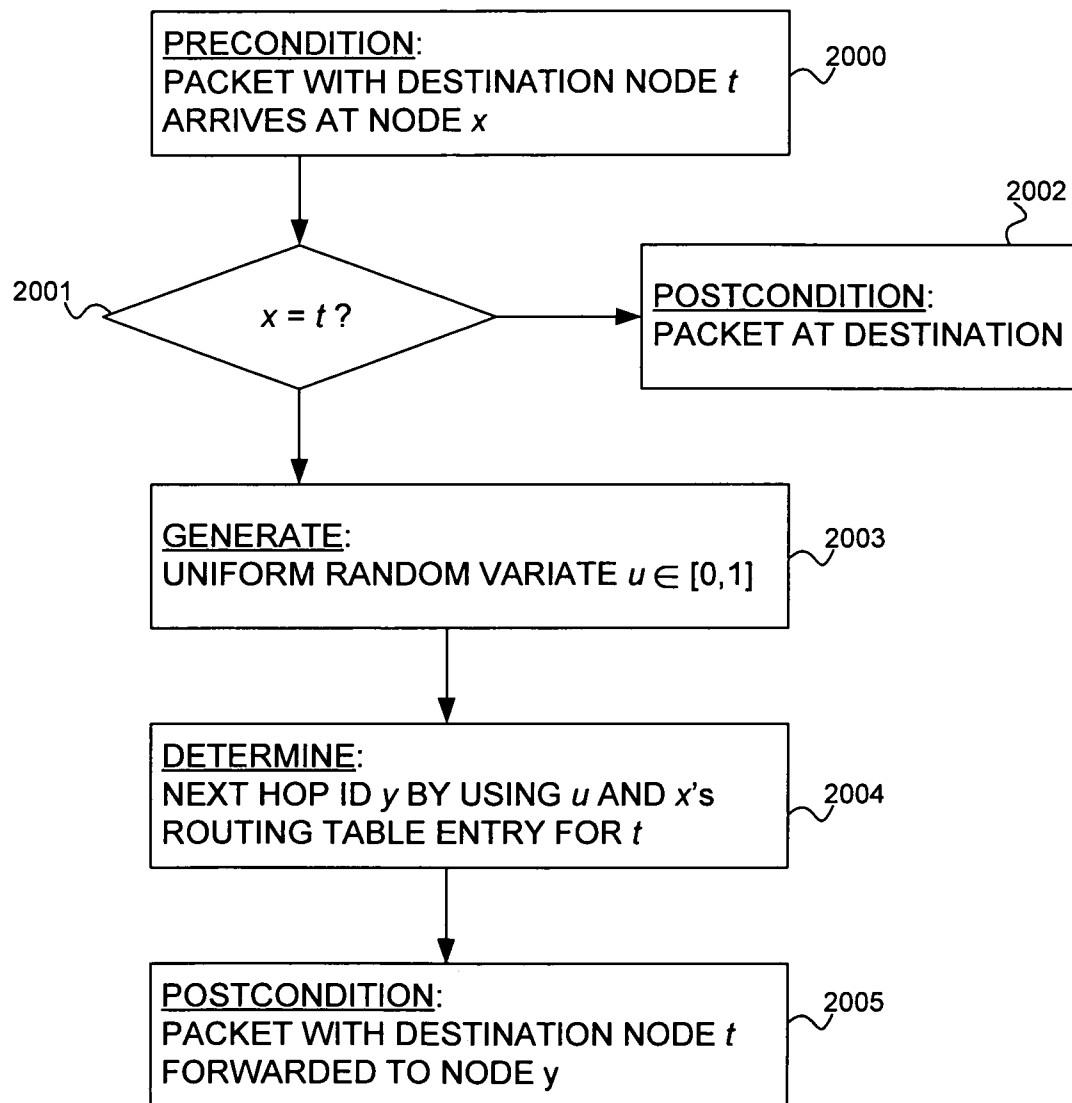 PRECONDITION:
PACKET WITH DESTINATION NODE t
ARRIVES AT NODE x
2000
2002
2001
x = t ?
POSTCONDITION:
PACKET AT DESTINATION
GENERATE:
UNIFORM RANDOM VARIATE u ∈ [0,1]
2003
DETERMINE:
NEXT HOP ID y BY USING u AND x's
ROUTING TABLE ENTRY FOR t
2004
POSTCONDITION:
PACKET WITH DESTINATION NODE t
FORWARDED TO NODE y
2005